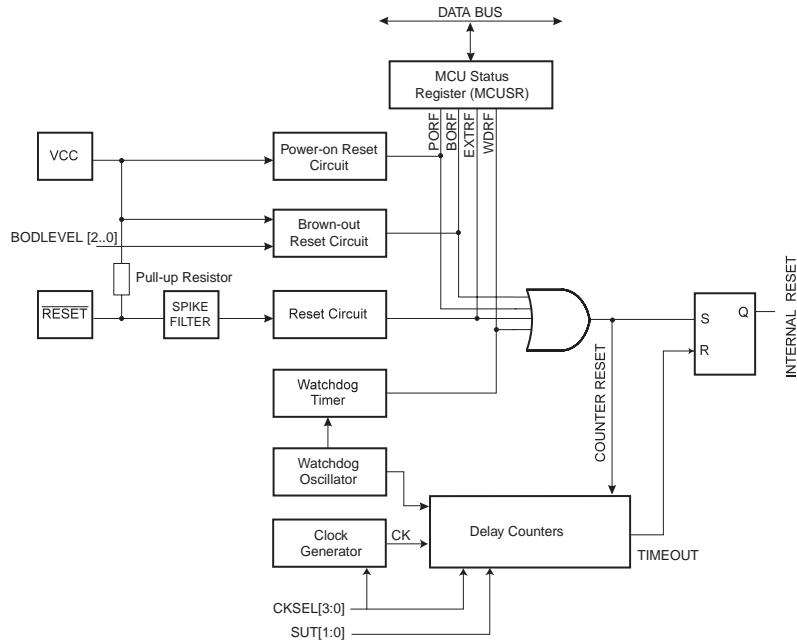 DATA BUS
MCU Status
Register (MCUSR)
PORF
BORF
EXTRF
WDRF
VCC
Power-on Reset
Circuit
BODLEVEL [2..0]
Brown-out
Reset Circuit
Pull-up Resistor
RESET
SPIKE
FILTER
Reset Circuit
S
Q
R
INTERNAL RESET
Watchdog
Timer
COUNTER RESET
Watchdog
Oscillator
Clock
Generator
CK
Delay Counters
TIMEOUT
CKSEL[3:0]
SUT[1:0]